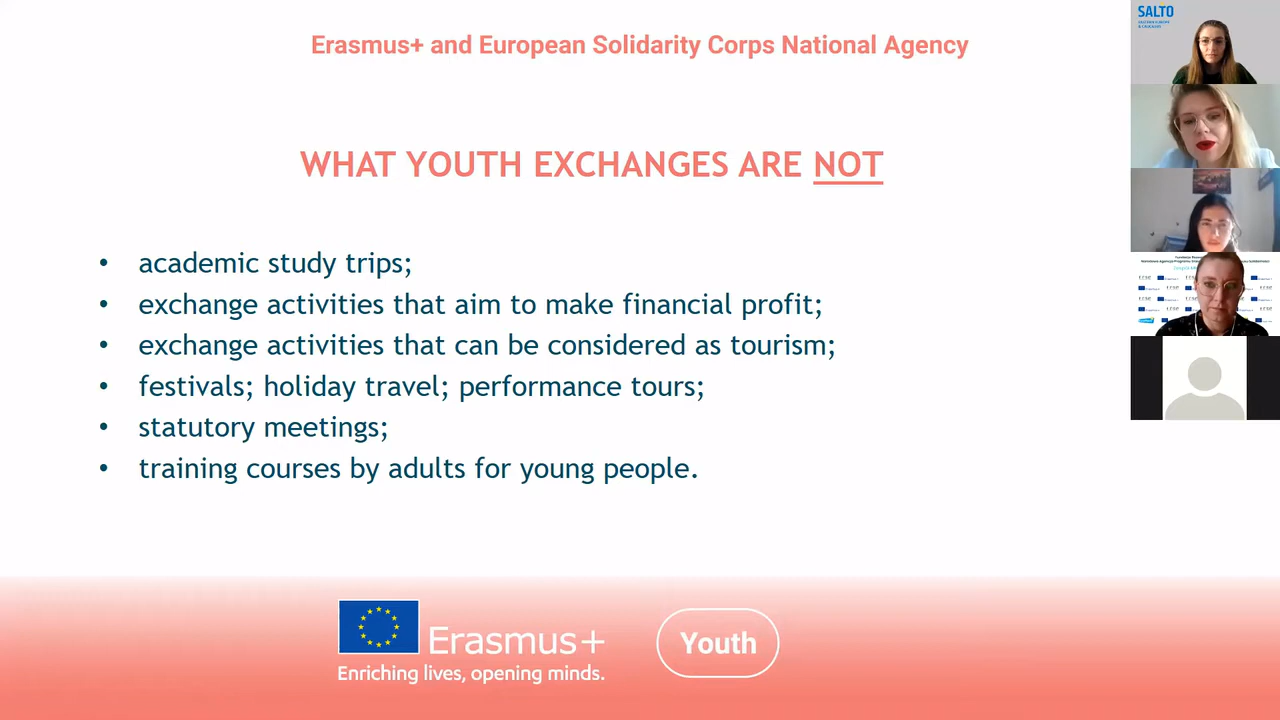 Erasmus+ and European Solidarity Corps National Agency
WHAT YOUTH EXCHANGES ARE NOT
• academic study trips;
• exchange activities that aim to make financial profit;
• exchange activities that can be considered as tourism;
• festivals; holiday travel; performance tours;
• statutory meetings;
• training courses by adults for young people.
Erasmus+
Enriching lives, opening minds.
Youth
SALTO